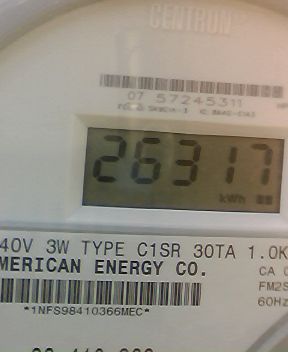 CENTRON
07 57245311
26317
kWh
40V 3W TYPE C1SR 30TA 1.0K
MERICAN ENERGY CO.
CA 0
FM2S
60Hz
*1NFS98410366MEC*